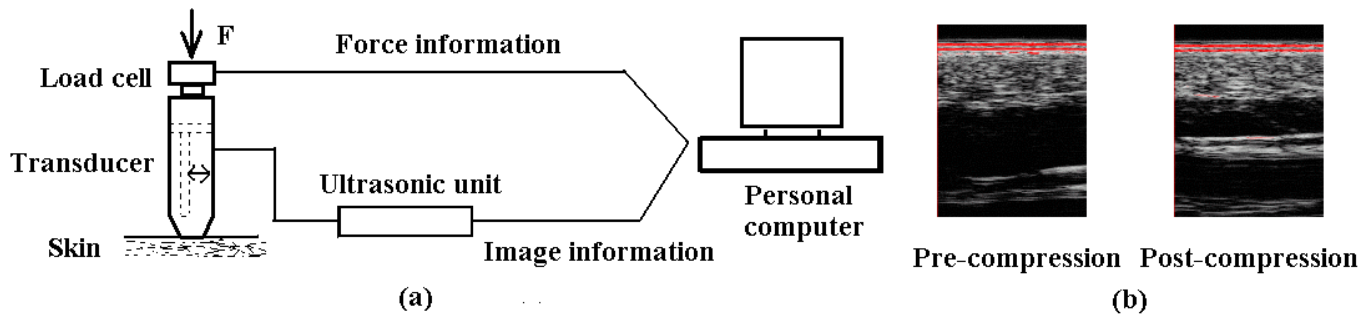 F
Force information
Load cell
Transducer
Ultrasonic unit
Personal
computer
Skin
Image information
Pre-compression
Post-compression
(a)
(b)